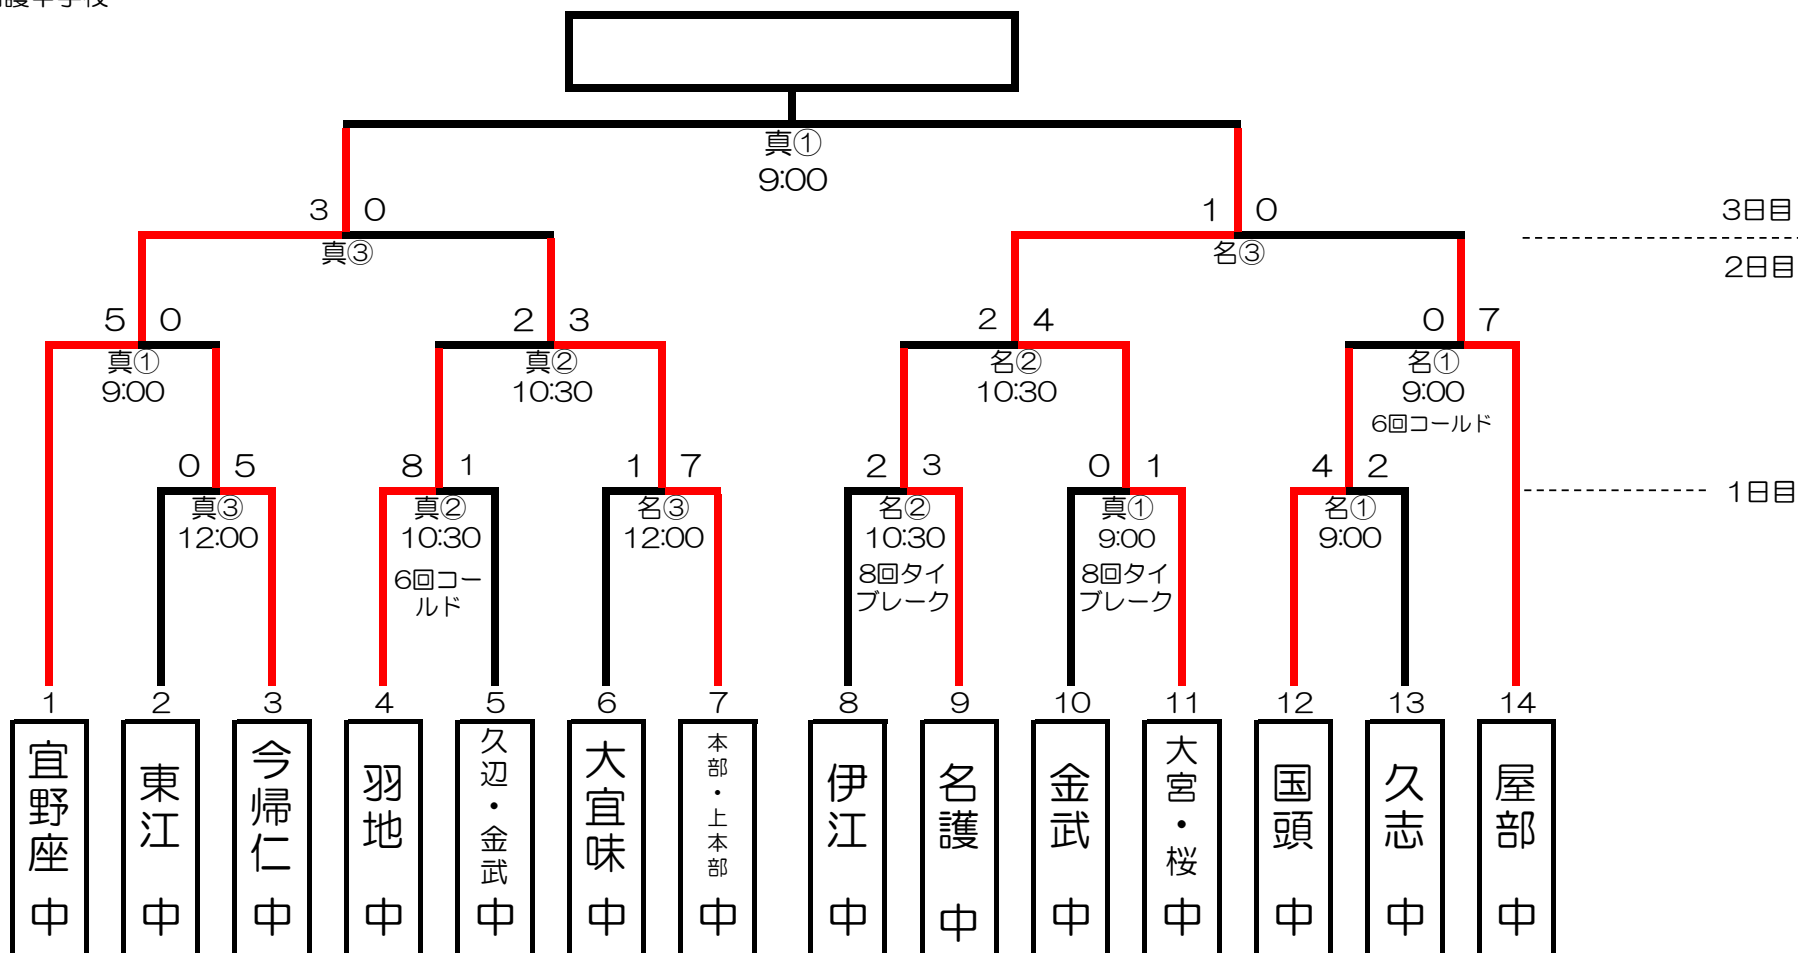 護中学校
真①
9:00
3 0
1 0
3日目
真③
名③
2日目
5 0
2 3
2 4
0 7
真①
9:00
真②
10:30
名②
10:30
名①
9:00
6回コールド
0 5
8 1
1 7
2 3
0 1
4 2
1日目
真③
12:00
真②
10:30
6回コー
ルド
名③
12:00
名②
10:30
8回タイ
ブレーク
真①
9:00
8回タイ
ブレーク
名①
9:00
1
2
3
4
5
6
7
8
9
10
11
12
13
14
宜野座中
東江中
今帰仁中
羽地中
久辺・金武中
大宜味中
本部・上本部中
伊江中
名護中
金武中
大宮・桜中
国頭中
久志中
屋部中